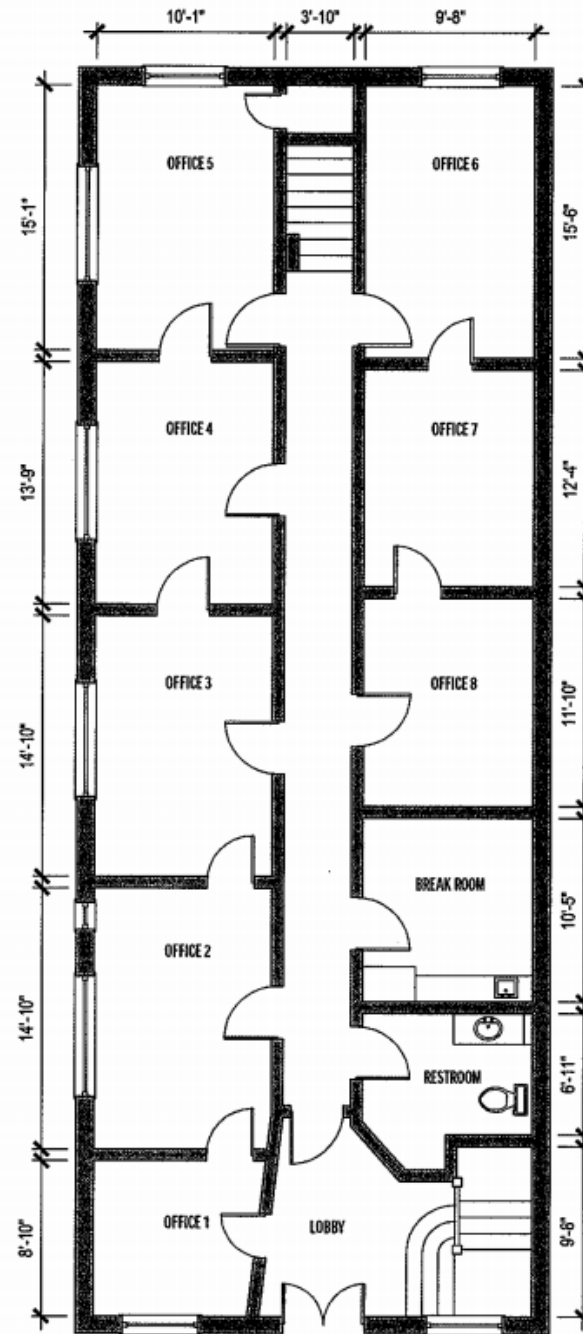 10'-1" 3'-10" 9'-8"
OFFICE 5
OFFICE 6
15'-1"
15'-6"
OFFICE 4
OFFICE 7
13'-9"
12'-4"
OFFICE 3
OFFICE 8
14'-10"
11'-10"
BREAK ROOM
10'-5"
OFFICE 2
14'-10"
RESTROOM
6'-11"
OFFICE 1
LOBBY
8'-10"
9'-6"